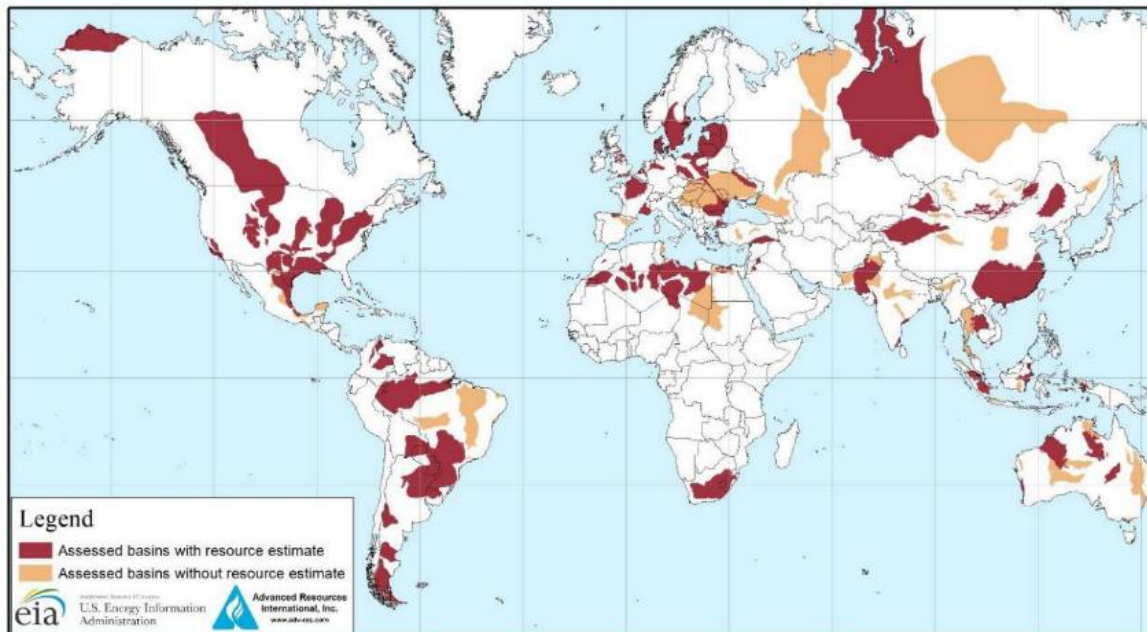 Legend
Assessed basins with resource estimate
Assessed basins without resource estimate
eia
U.S. Energy Information
Administration
Advanced Resources
International, Inc.
www.adv-res.com